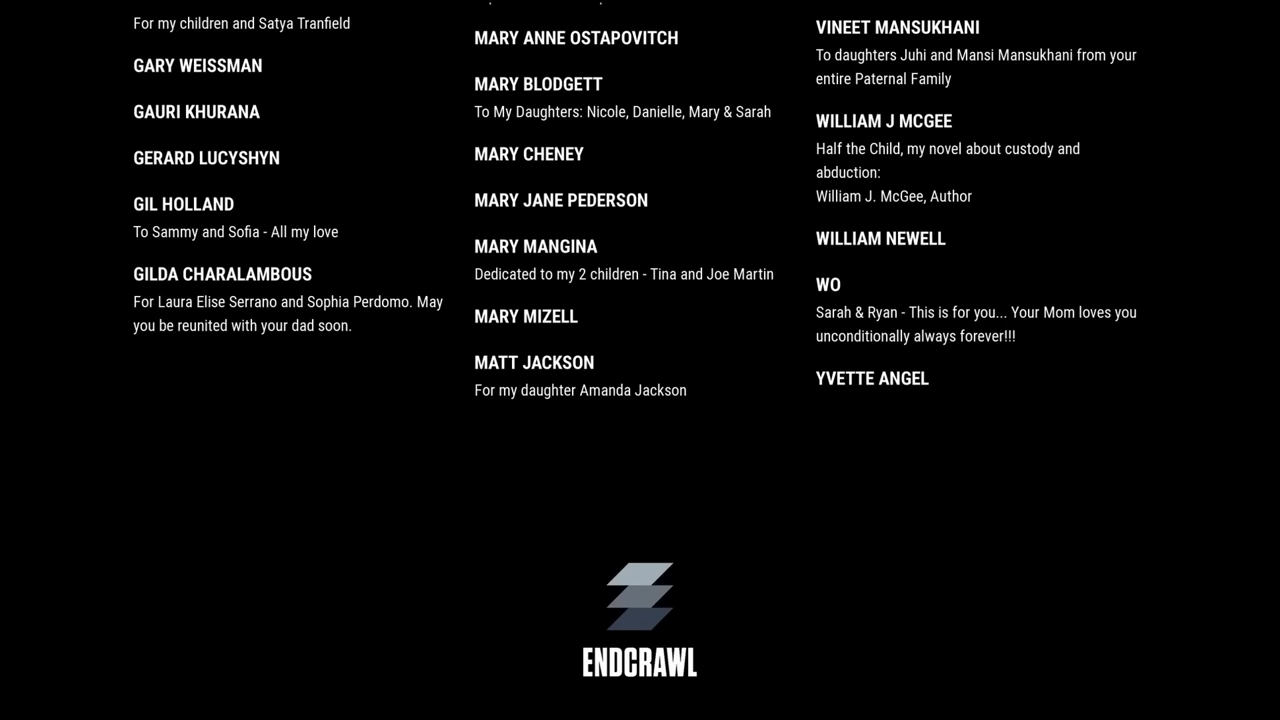 For my children and Satya Tranfield
GARY WEISSMAN
GAURI KHURANA
GERARD LUCYSHYN
GIL HOLLAND
To Sammy and Sofia - All my love
GILDA CHARALAMBOUS
For Laura Elise Serrano and Sophia Perdomo. May
you be reunited with your dad soon.
MARY ANNE OSTAPOVITCH
MARY BLODGETT
To My Daughters: Nicole, Danielle, Mary & Sarah
MARY CHENEY
MARY JANE PEDERSON
MARY MANGINA
Dedicated to my 2 children - Tina and Joe Martin
MARY MIZELL
MATT JACKSON
For my daughter Amanda Jackson
VINEET MANSUKHANI
To daughters Juhi and Mansi Mansukhani from your
entire Paternal Family
WILLIAM J MCGEE
Half the Child, my novel about custody and
abduction:
William J. McGee, Author
WILLIAM NEWELL
WO
Sarah & Ryan - This is for you... Your Mom loves you
unconditionally always forever!!!
YVETTE ANGEL
ENDCRAWL